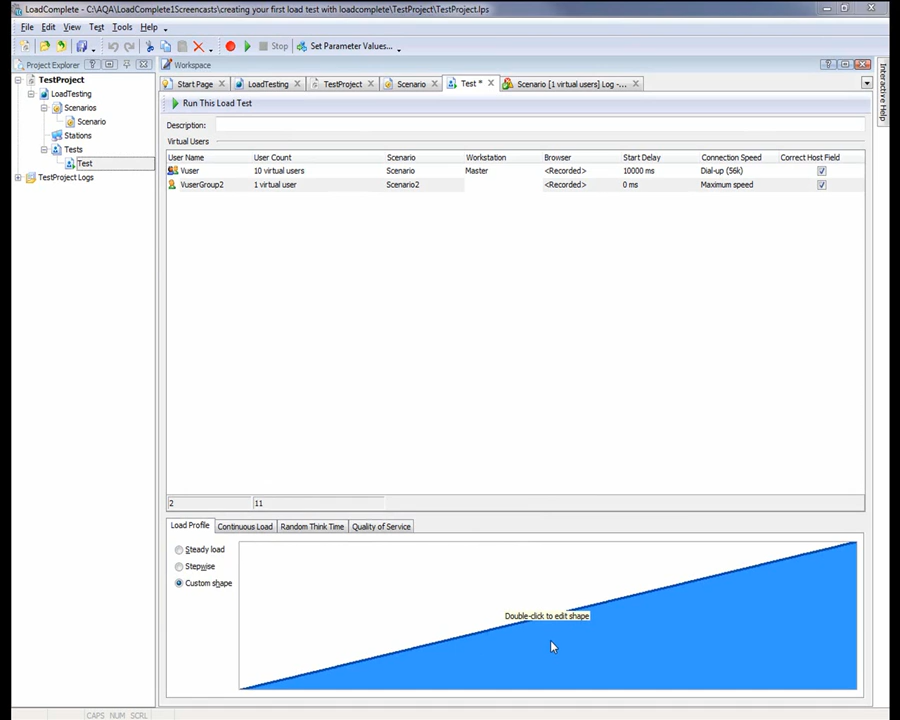 LoadComplete - C:\AQA\LoadComplete1Screencasts\creating your first load test with loadcomplete\TestProject\TestProject.lps
File Edit View Test Tools Help
Stop Set Parameter Values...
Project Explorer
Workspace
TestProject
LoadTesting
Scenarios
Scenario
Stations
Tests
Test
TestProject Logs
Start Page LoadTesting TestProject Scenario Test * Scenario [1 virtual users] Log -...
Interactive Help
Run This Load Test
Description:
Virtual Users
User Name User Count Scenario Workstation Browser Start Delay Connection Speed Correct Host Field
Vuser 10 virtual users Scenario Master <Recorded> 10000 ms Dial-up (56k)
VuserGroup2 1 virtual user Scenario2 <Recorded> 0 ms Maximum speed
2 11
Load Profile Continuous Load Random Think Time Quality of Service
Steady load
Stepwise
Custom shape
Double-click to edit shape
CAPS NUM SCRL